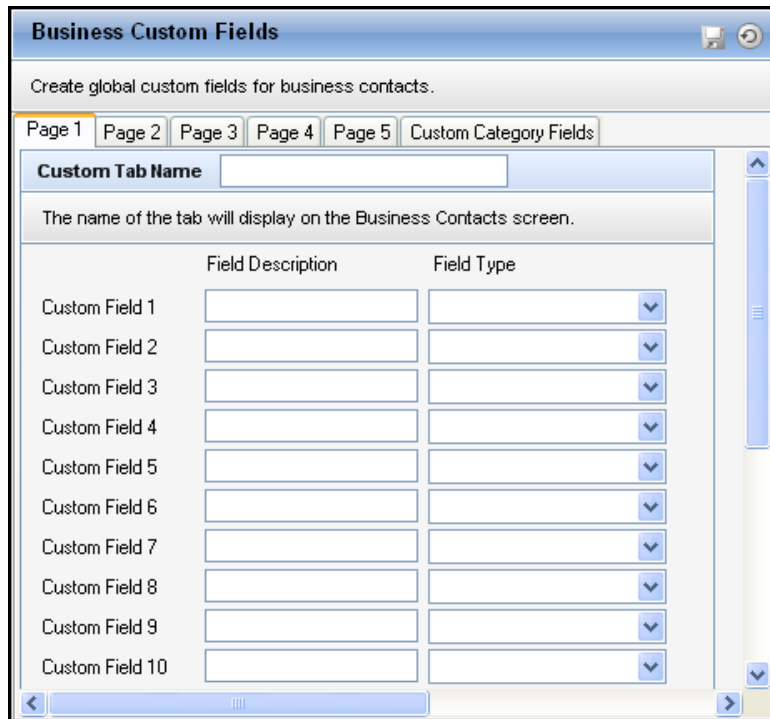 Business Custom Fields
Create global custom fields for business contacts.
Page 1 Page 2 Page 3 Page 4 Page 5 Custom Category Fields
Custom Tab Name
The name of the tab will display on the Business Contacts screen.
Field Description Field Type
Custom Field 1
Custom Field 2
Custom Field 3
Custom Field 4
Custom Field 5
Custom Field 6
Custom Field 7
Custom Field 8
Custom Field 9
Custom Field 10